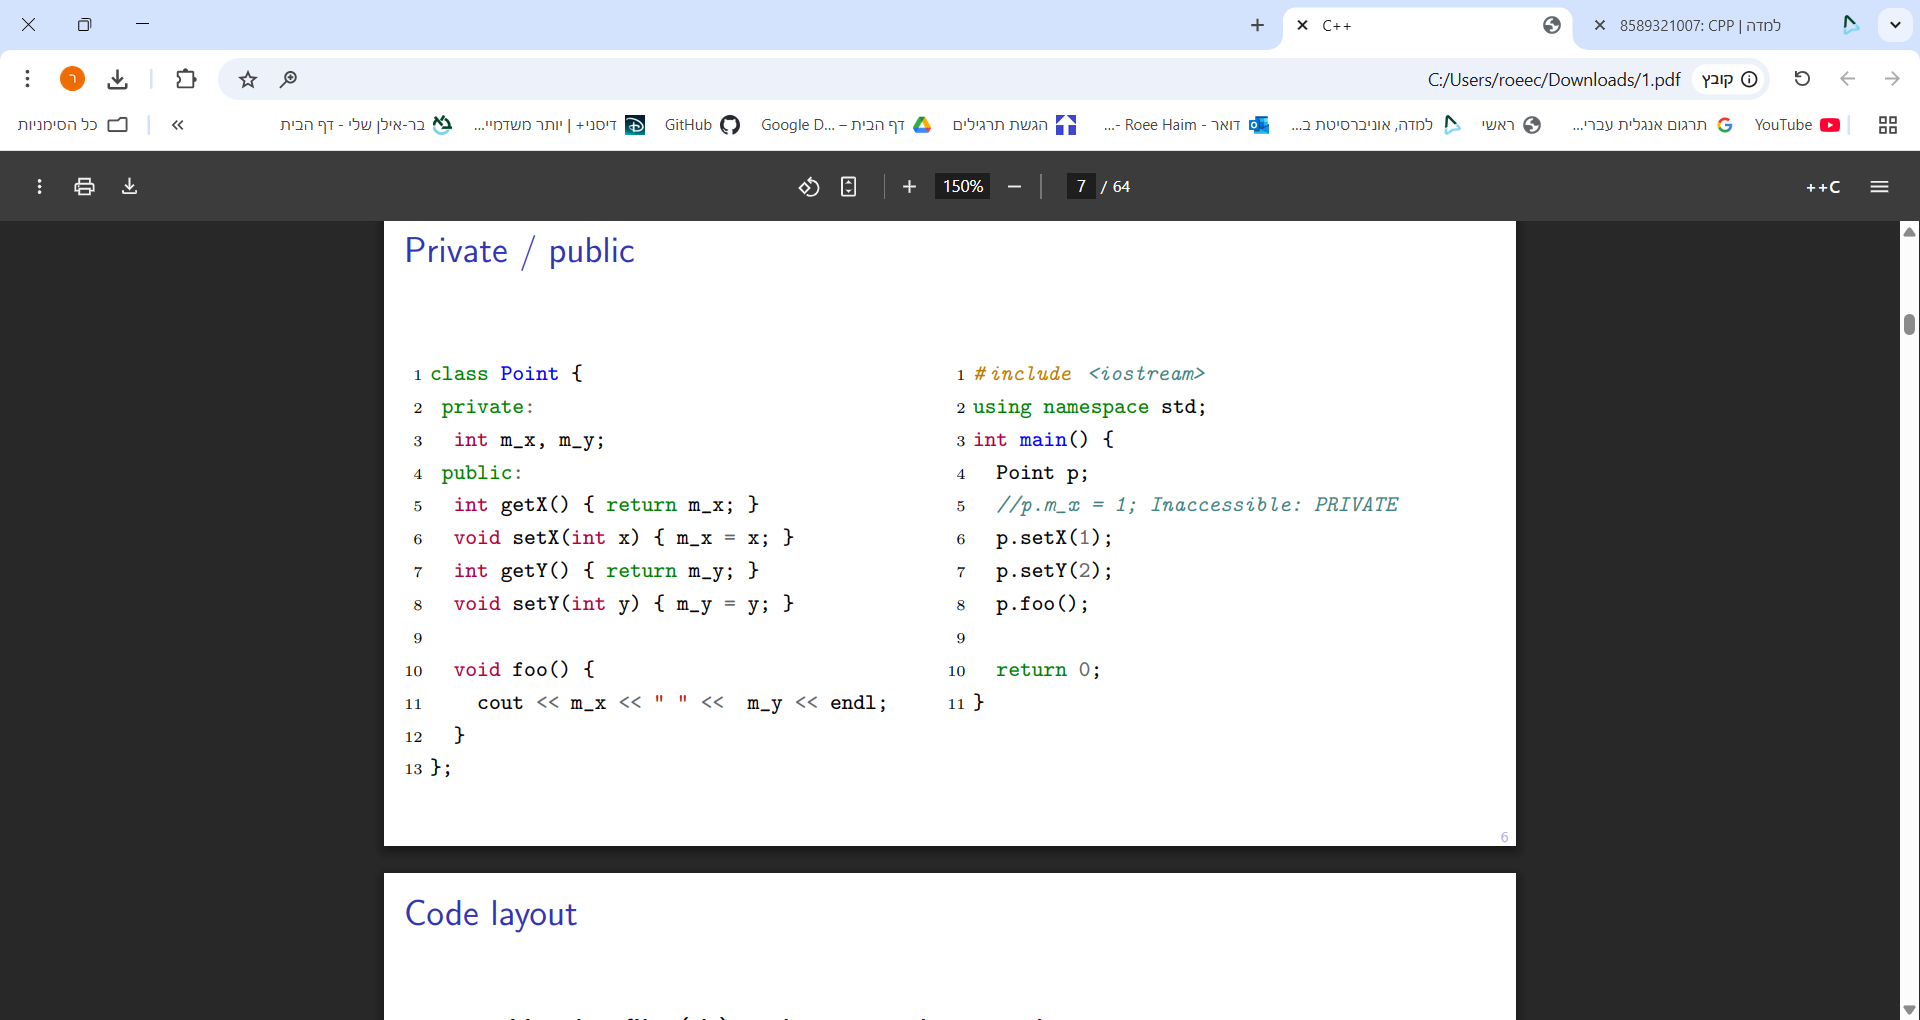 C++
8589321007: CPP | למדה
ר
C:/Users/roeec/Downloads/1.pdf
קובץ
כל הסימניות
«
בר-אילן שלי - דף הבית
דיסני+ | יותר משדמיי...
GitHub
Google D... – דף הבית
הגשת תרגילים
דואר - Roee Haim -...
למדה, אוניברסיטת ב...
ראשי
תרגום אנגלית עברי...
YouTube
150%
7 / 64
++C
Private / public
1 class Point {
2 private:
3 int m_x, m_y;
4 public:
5 int getX() { return m_x; }
6 void setX(int x) { m_x = x; }
7 int getY() { return m_y; }
8 void setY(int y) { m_y = y; }
9
10 void foo() {
11 cout << m_x << " " << m_y << endl;
12 }
13 };
1 #include <iostream>
2 using namespace std;
3 int main() {
4 Point p;
5 //p.m_x = 1; Inaccessible: PRIVATE
6 p.setX(1);
7 p.setY(2);
8 p.foo();
9
10 return 0;
11 }
6
Code layout